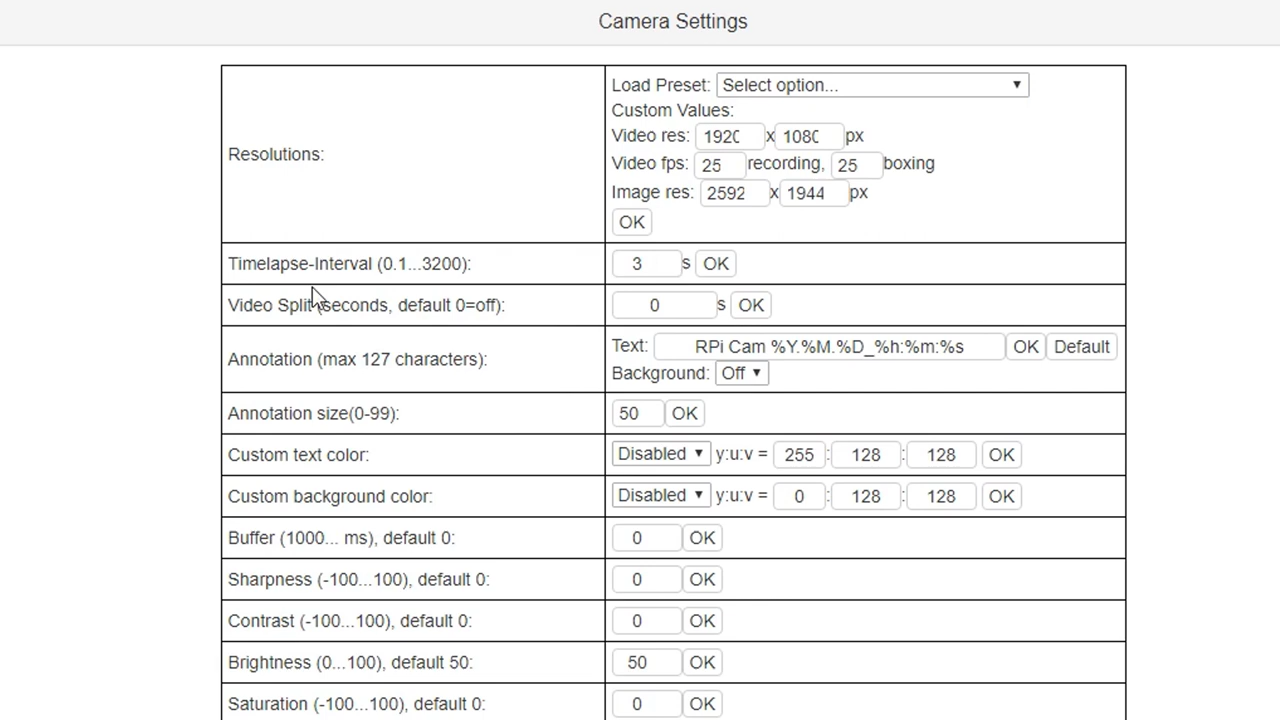 Camera Settings
Resolutions:
Load Preset: Select option...
Custom Values:
Video res: 1920 x 1080 px
Video fps: 25 recording, 25 boxing
Image res: 2592 x 1944 px
OK
Timelapse-Interval (0.1...3200): 3 s OK
Video Split (seconds, default 0=off): 0 s OK
Annotation (max 127 characters):
Text: RPi Cam %Y.%M.%D_%h:%m:%s OK Default
Background: Off
Annotation size(0-99): 50 OK
Custom text color: Disabled y:u:v = 255 : 128 : 128 OK
Custom background color: Disabled y:u:v = 0 : 128 : 128 OK
Buffer (1000... ms), default 0: 0 OK
Sharpness (-100...100), default 0: 0 OK
Contrast (-100...100), default 0: 0 OK
Brightness (0...100), default 50: 50 OK
Saturation (-100...100), default 0: 0 OK